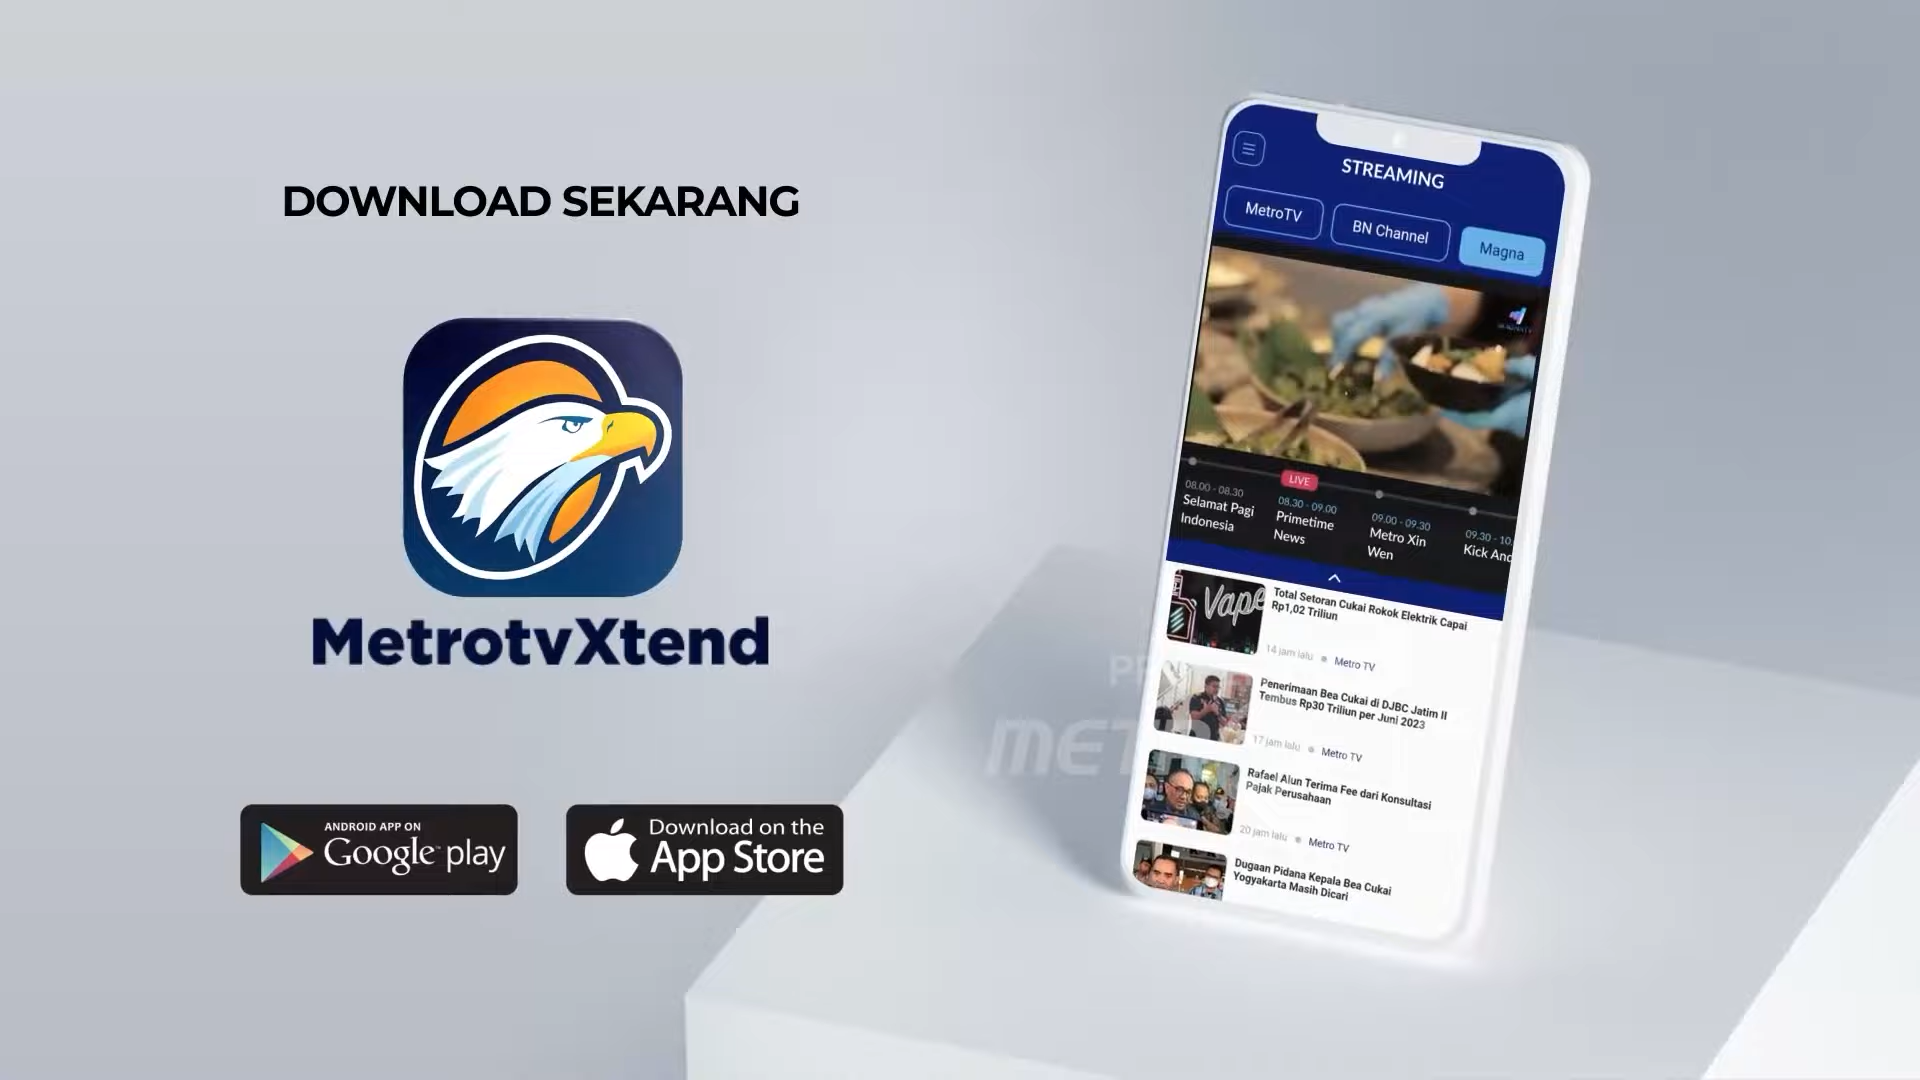 DOWNLOAD SEKARANG
MetrotvXtend
ANDROID APP ON
Google play
Download on the
App Store
STREAMING
MetroTV
BN Channel
Magna
LIVE
08.00 - 08.30
Selamat Pagi
Indonesia
08.30 - 09.00
Primetime
News
09.00 - 09.30
Metro Xin
Wen
09.30 - 10.
Kick And
Vape
Total Setoran Cukai Rokok Elektrik Capai
Rp1,02 Triliun
14 jam lalu Metro TV
Penerimaan Bea Cukai di DJBC Jatim II
Tembus Rp30 Triliun per Juni 2023
17 jam lalu Metro TV
Rafael Alun Terima Fee dari Konsultasi
Pajak Perusahaan
20 jam lalu Metro TV
Dugaan Pidana Kepala Bea Cukai
Yogyakarta Masih Dicari